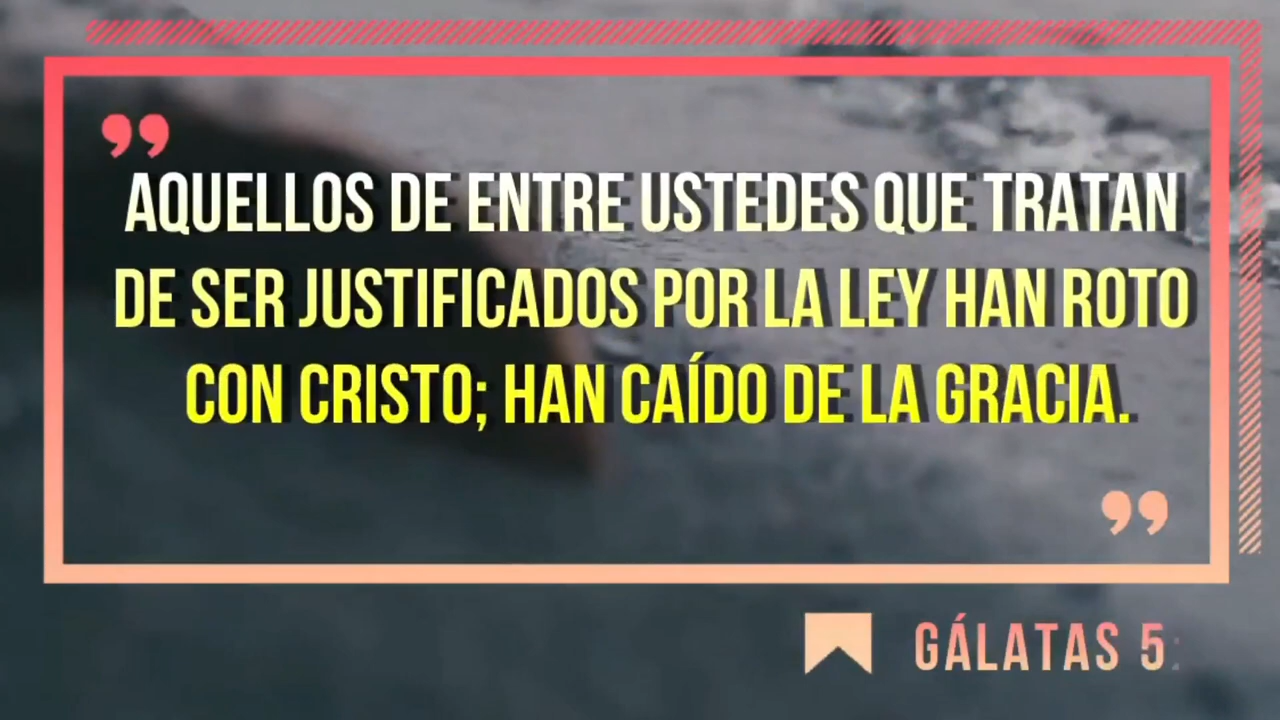 AQUELLOS DE ENTRE USTEDES QUE TRATAN
DE SER JUSTIFICADOS POR LA LEY HAN ROTO
CON CRISTO; HAN CAÍDO DE LA GRACIA.
GÁLATAS 5: